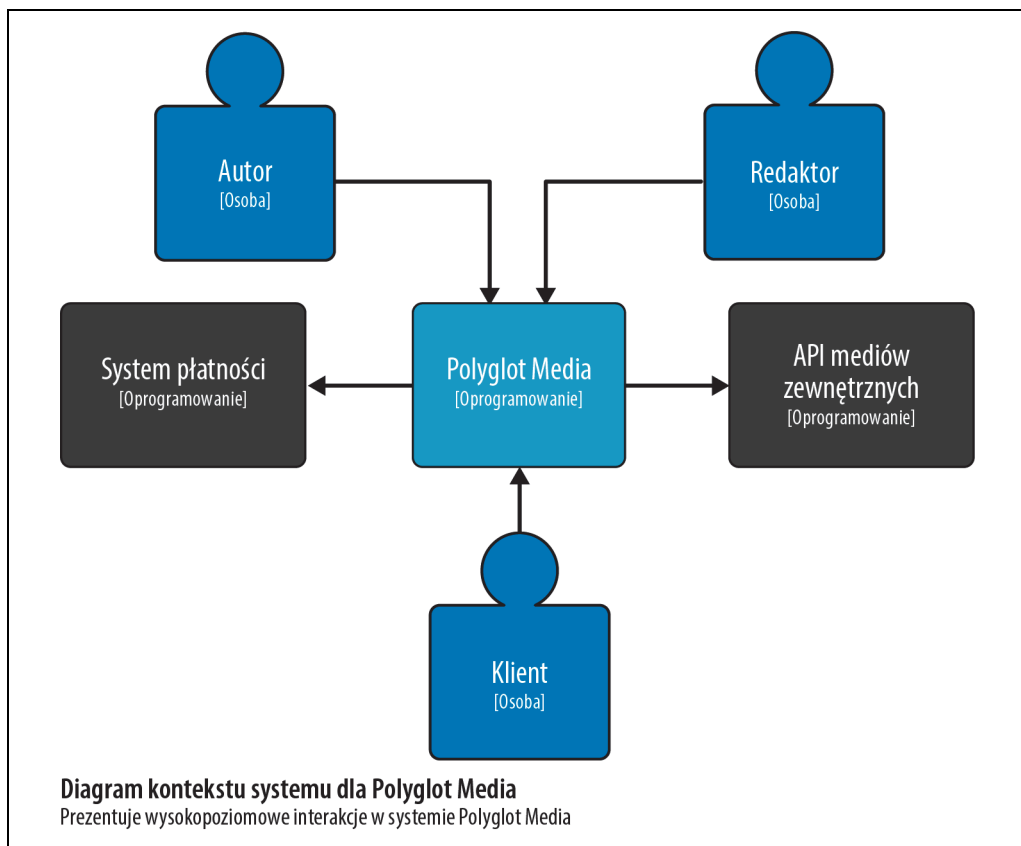 Autor
[Osoba]
Redaktor
[Osoba]
System płatności
[Oprogramowanie]
Polyglot Media
[Oprogramowanie]
API mediów
zewnętrznych
[Oprogramowanie]
Klient
[Osoba]
Diagram kontekstu systemu dla Polyglot Media
Prezentuje wysokopoziomowe interakcje w systemie Polyglot Media